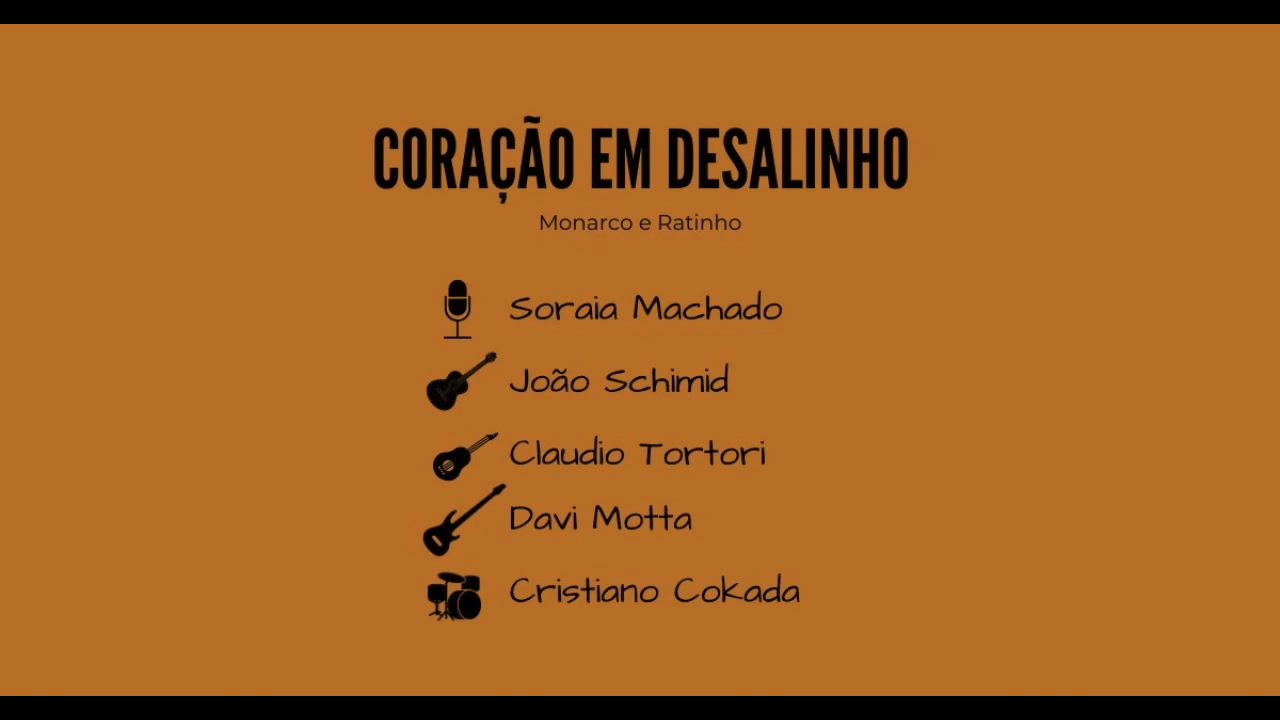 CORAÇÃO EM DESALINHO
Monarco e Ratinho
Soraia Machado
João Schimid
Claudio Tortori
Davi Motta
Cristiano Cokada